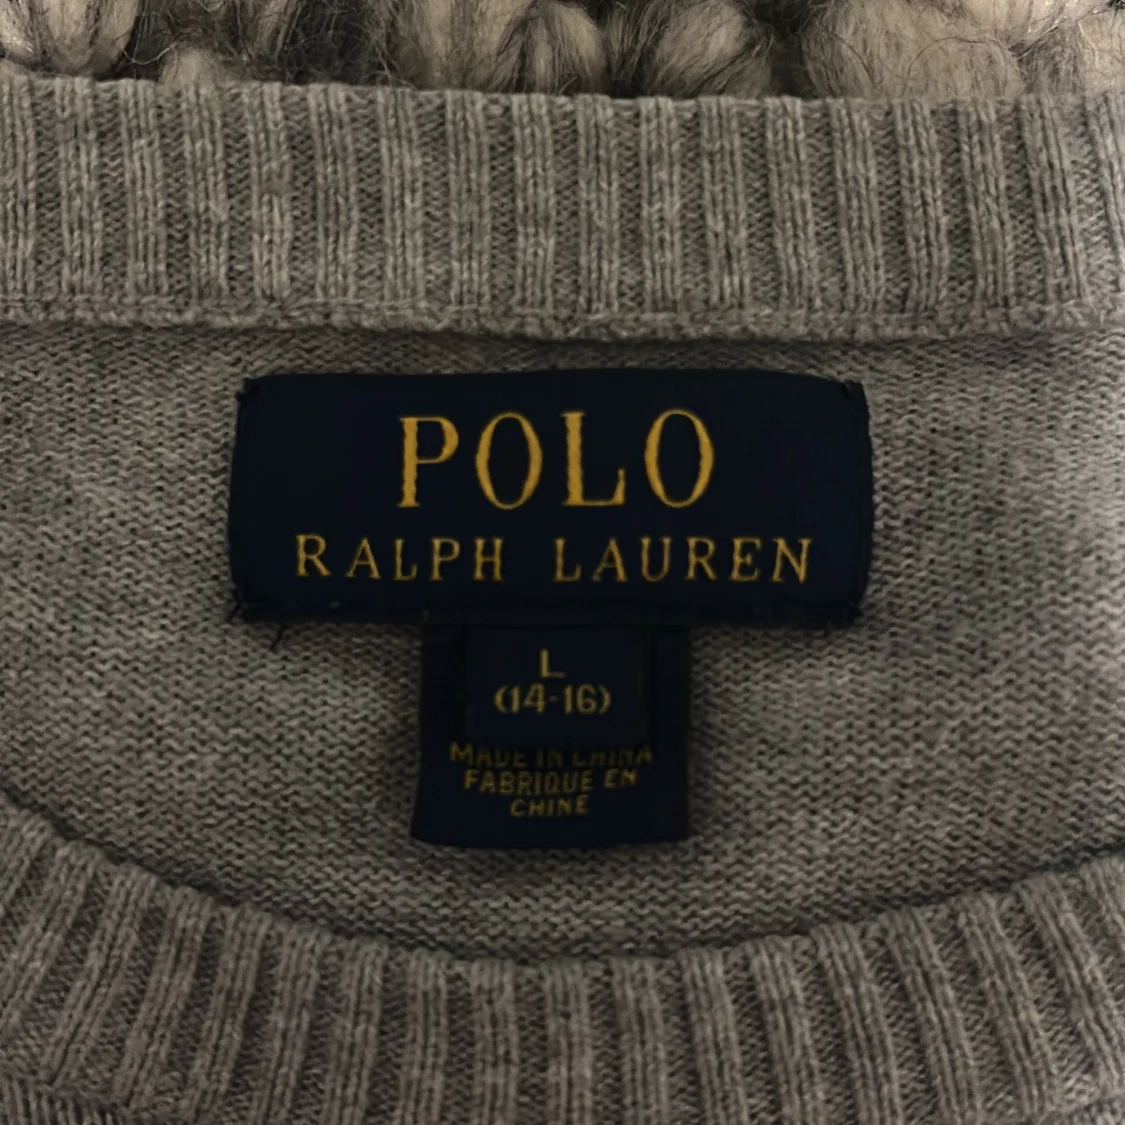 POLO
RALPH LAUREN
L
(14-16)
MADE IN CHINA
FABRIQUE EN
CHINE